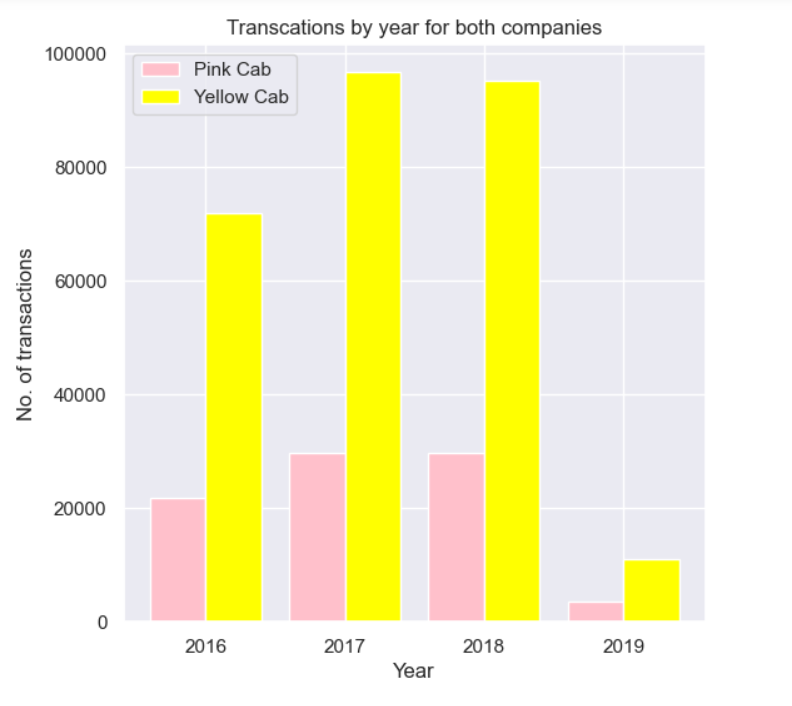 Transcations by year for both companies
100000
80000
60000
40000
20000
0
No. of transactions
Pink Cab
Yellow Cab
2016 2017 2018 2019
Year